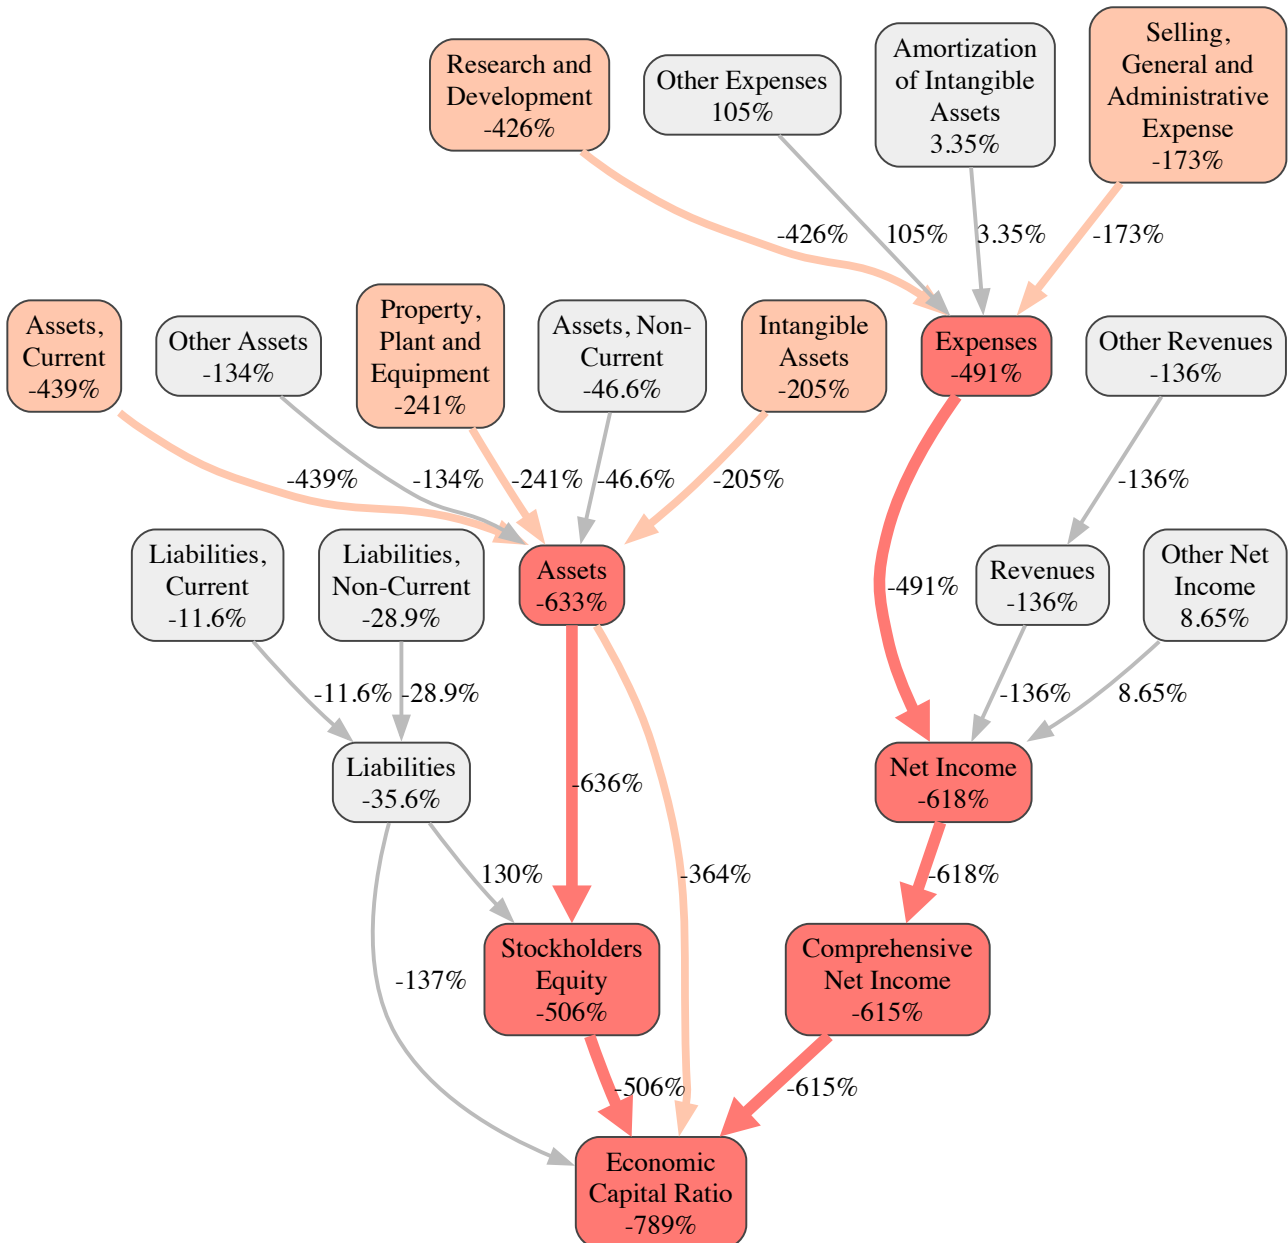 Research and
Development
-426%
Other Expenses
105%
Amortization
of Intangible
Assets
3.35%
Selling,
General and
Administrative
Expense
-173%
-426%
105%
3.35%
-173%
Assets,
Current
-439%
Other Assets
-134%
Property,
Plant and
Equipment
-241%
Assets, Non-
Current
-46.6%
Intangible
Assets
-205%
Expenses
-491%
Other Revenues
-136%
-439%
-134%
-241%
-46.6%
-205%
-136%
Liabilities,
Current
-11.6%
Liabilities,
Non-Current
-28.9%
Assets
-633%
-491%
Revenues
-136%
Other Net
Income
8.65%
-11.6%
-28.9%
-136%
8.65%
Liabilities
-35.6%
-636%
Net Income
-618%
130%
-364%
-618%
-137%
Stockholders
Equity
-506%
Comprehensive
Net Income
-615%
-506%
-615%
Economic
Capital Ratio
-789%